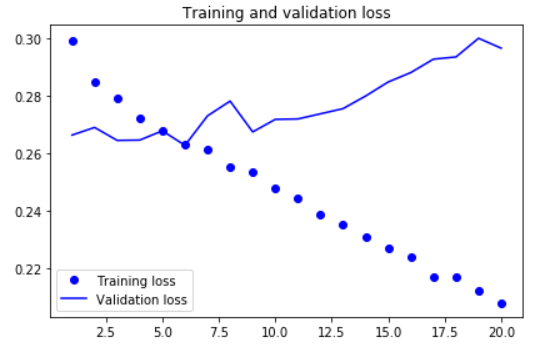 Training and validation loss
0.30
0.28
0.26
0.24
0.22
Training loss
Validation loss
2.5 5.0 7.5 10.0 12.5 15.0 17.5 20.0